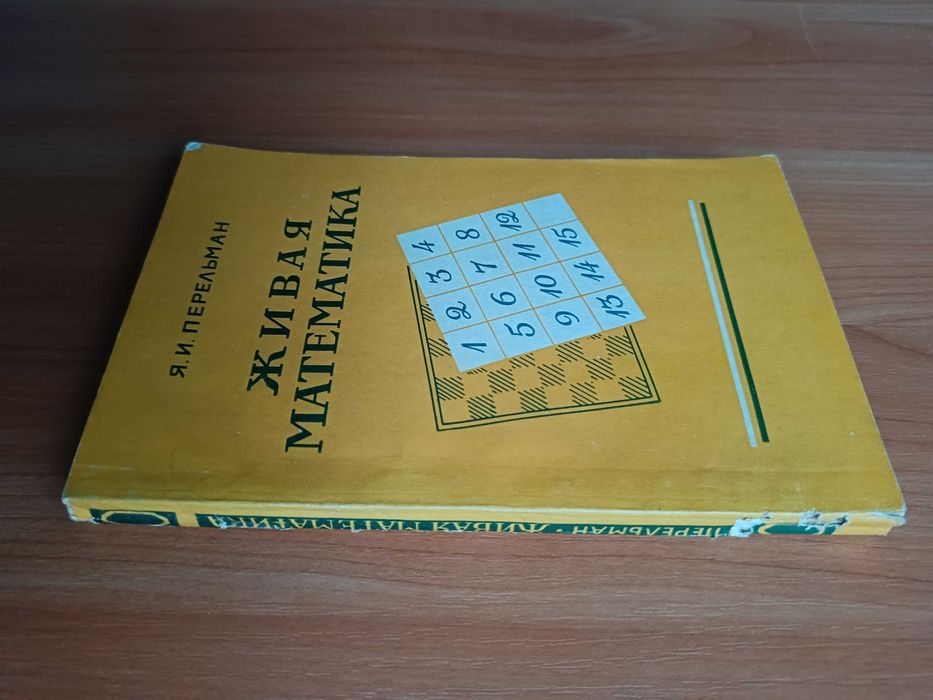 Я. И. ПЕРЕЛЬМАН
ЖИВАЯ
МАТЕМАТИКА
1 2 3 4
5 6 7 8
9 10 11 12
13 14 15
ПЕРЕЛЬМАН · ЖИВАЯ МАТЕМАТИКА